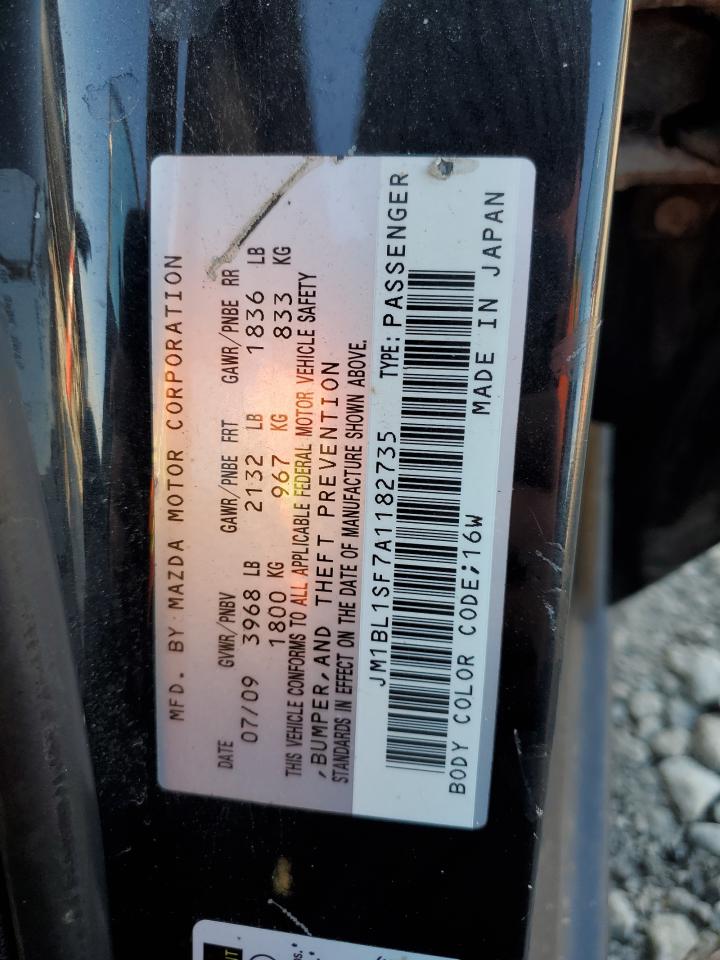 MFD. BY MAZDA MOTOR CORPORATION
DATE GVWR/PNBV GAWR/PNBE FRT GAWR/PNBE RR
07/09 3968 LB 2132 LB 1836 LB
1800 KG 967 KG 833 KG
THIS VEHICLE CONFORMS TO ALL APPLICABLE FEDERAL MOTOR VEHICLE SAFETY
,BUMPER,AND THEFT PREVENTION
STANDARDS IN EFFECT ON THE DATE OF MANUFACTURE SHOWN ABOVE.
JM1BL1SF7A1182735 TYPE: PASSENGER
BODY COLOR CODE;16W MADE IN JAPAN